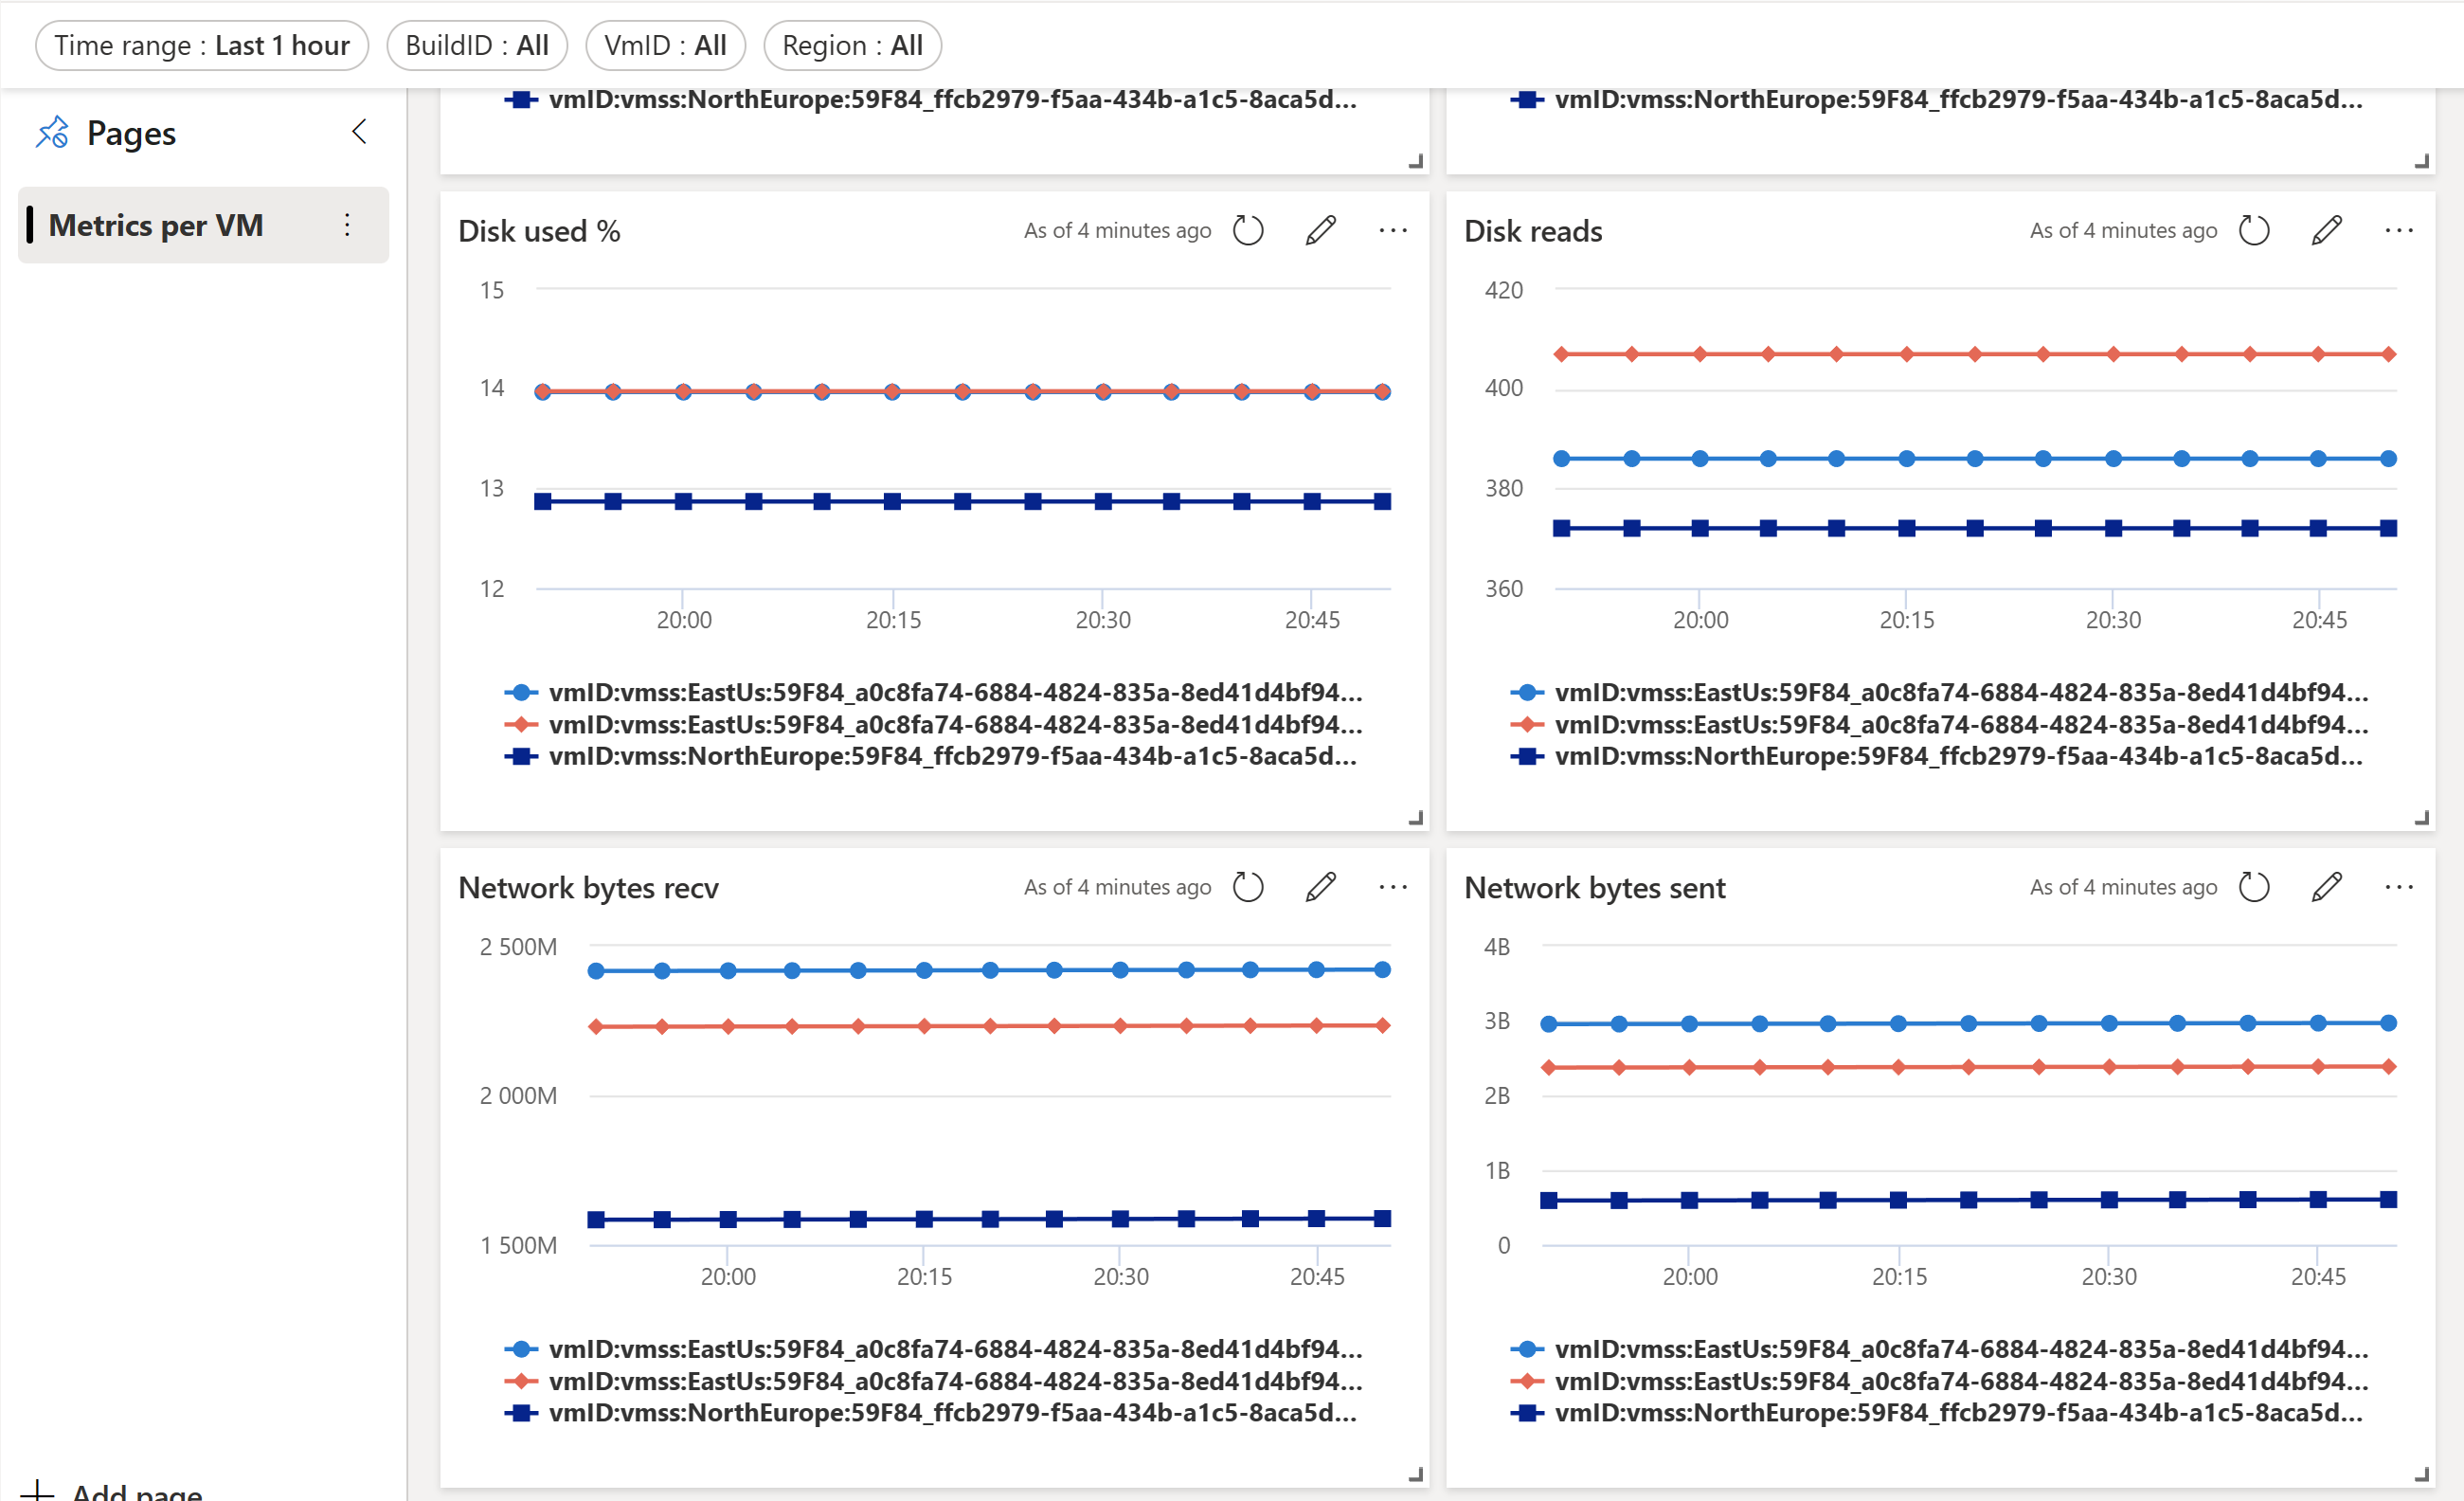 Time range : Last 1 hour
BuildID : All
VmID : All
Region : All
Pages
Metrics per VM
Add page
vmID:vmss:NorthEurope:59F84_ffcb2979-f5aa-434b-a1c5-8aca5d...
vmID:vmss:NorthEurope:59F84_ffcb2979-f5aa-434b-a1c5-8aca5d...
Disk used %
As of 4 minutes ago
15
14
13
12
20:00
20:15
20:30
20:45
vmID:vmss:EastUs:59F84_a0c8fa74-6884-4824-835a-8ed41d4bf94...
vmID:vmss:EastUs:59F84_a0c8fa74-6884-4824-835a-8ed41d4bf94...
vmID:vmss:NorthEurope:59F84_ffcb2979-f5aa-434b-a1c5-8aca5d...
Disk reads
As of 4 minutes ago
420
400
380
360
20:00
20:15
20:30
20:45
vmID:vmss:EastUs:59F84_a0c8fa74-6884-4824-835a-8ed41d4bf94...
vmID:vmss:EastUs:59F84_a0c8fa74-6884-4824-835a-8ed41d4bf94...
vmID:vmss:NorthEurope:59F84_ffcb2979-f5aa-434b-a1c5-8aca5d...
Network bytes recv
As of 4 minutes ago
2 500M
2 000M
1 500M
20:00
20:15
20:30
20:45
vmID:vmss:EastUs:59F84_a0c8fa74-6884-4824-835a-8ed41d4bf94...
vmID:vmss:EastUs:59F84_a0c8fa74-6884-4824-835a-8ed41d4bf94...
vmID:vmss:NorthEurope:59F84_ffcb2979-f5aa-434b-a1c5-8aca5d...
Network bytes sent
As of 4 minutes ago
4B
3B
2B
1B
0
20:00
20:15
20:30
20:45
vmID:vmss:EastUs:59F84_a0c8fa74-6884-4824-835a-8ed41d4bf94...
vmID:vmss:EastUs:59F84_a0c8fa74-6884-4824-835a-8ed41d4bf94...
vmID:vmss:NorthEurope:59F84_ffcb2979-f5aa-434b-a1c5-8aca5d...